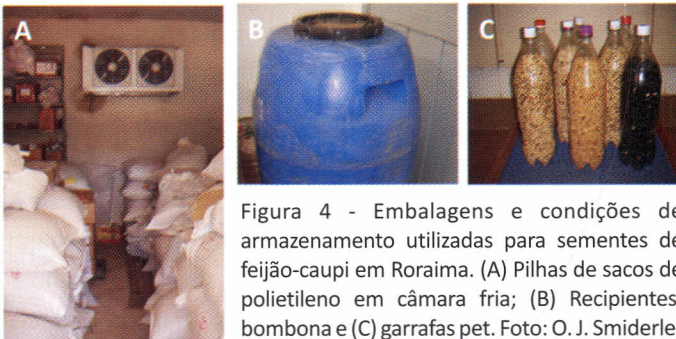 A
B
C
Figura 4 - Embalagens e condições de
armazenamento utilizadas para sementes de
feijão-caupi em Roraima. (A) Pilhas de sacos de
polietileno em câmara fria; (B) Recipientes
bombona e (C) garrafas pet. Foto: O. J. Smiderle